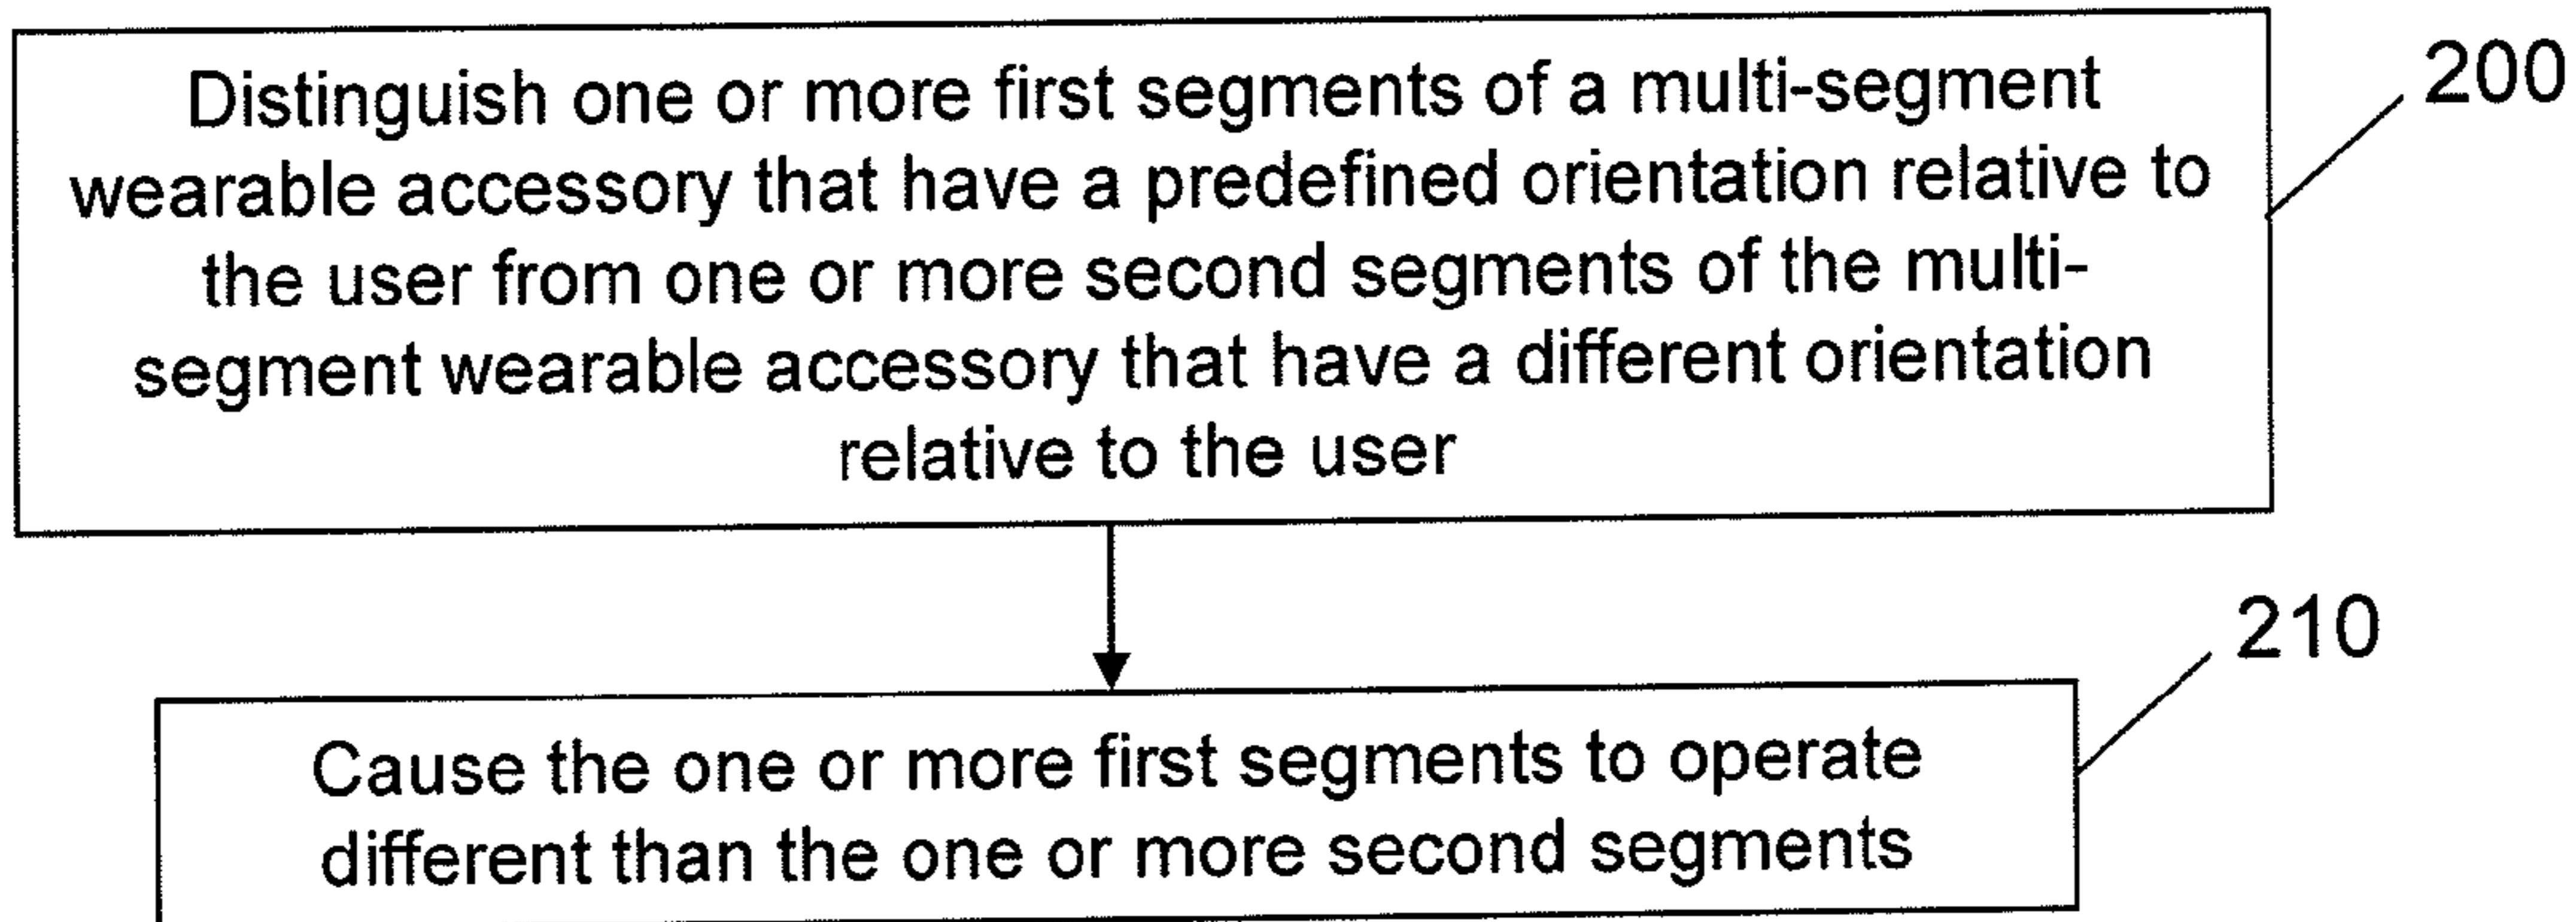 Distinguish one or more first segments of a multi-segment
wearable accessory that have a predefined orientation relative to
the user from one or more second segments of the multi-
segment wearable accessory that have a different orientation
relative to the user
200
Cause the one or more first segments to operate
different than the one or more second segments
210